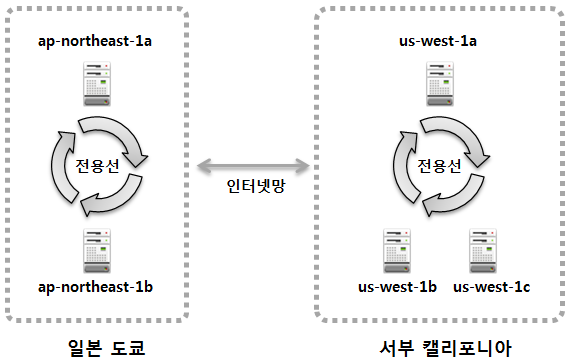 ap-northeast-1a
전용선
ap-northeast-1b
일본 도쿄
인터넷망
us-west-1a
전용선
us-west-1b
us-west-1c
서부 캘리포니아